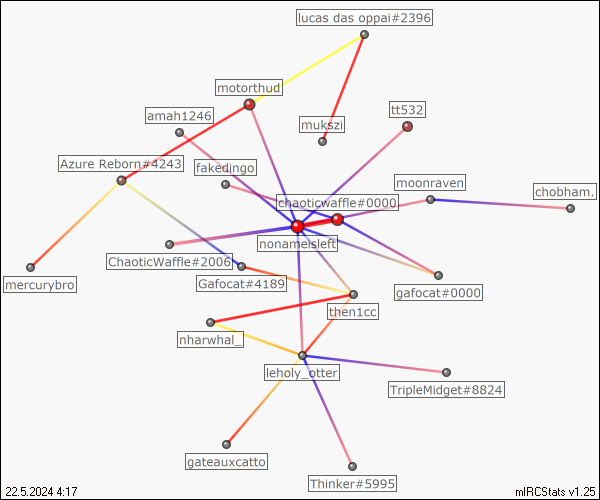 lucas das oppai#2396
motorthud
amah1246
tt532
mukszi
Azure Reborn#4243
fakedingo
moonraven
chobham.
chaoticwaffle#0000
nonameisleft
ChaoticWaffle#2006
mercurybro
Gafocat#4189
gafocat#0000
then1cc
nharwhal_
leholy_otter
TripleMidget#8824
gateauxcatto
Thinker#5995
22.5.2024 4:17
mIRCStats v1.25